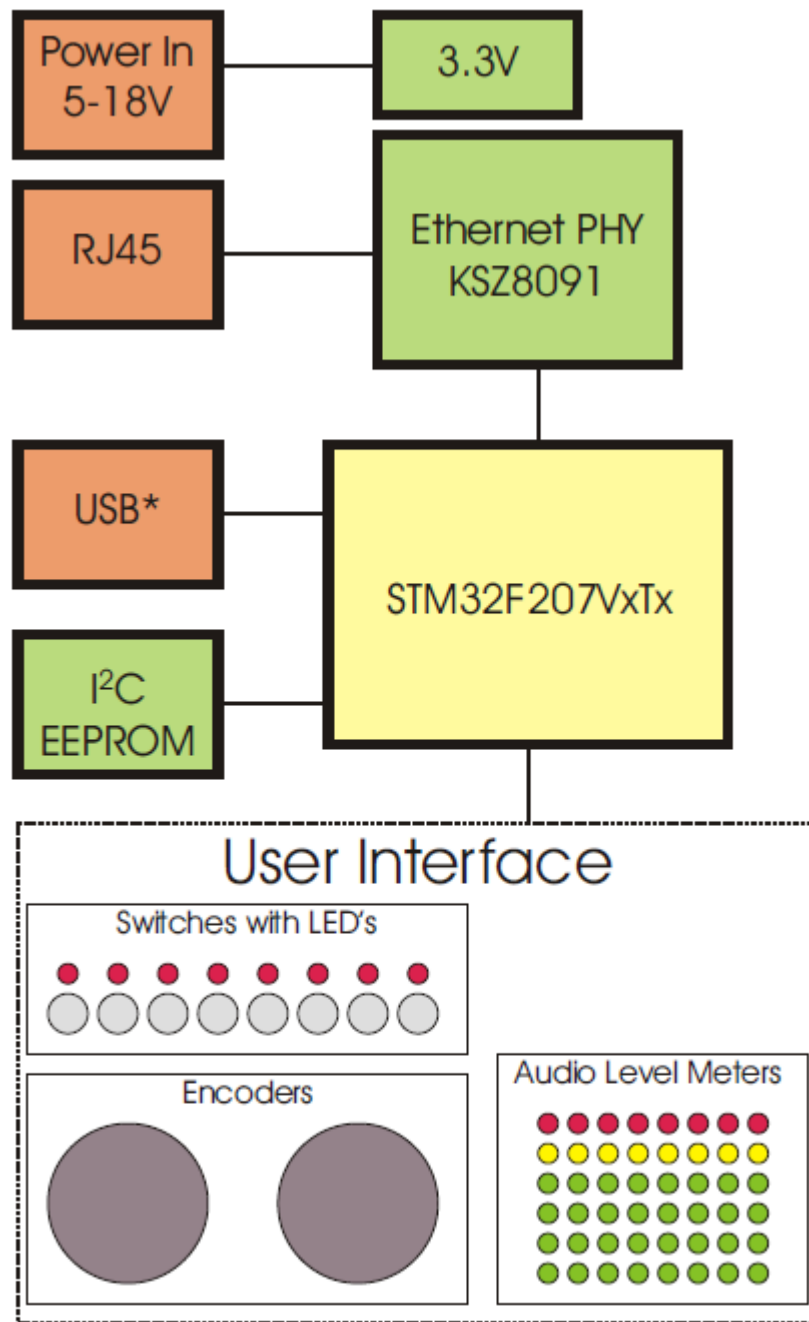 Power In
5-18V
3.3V
RJ45
Ethernet PHY
KSZ8091
USB*
STM32F207VxTx
I²C
EEPROM
User Interface
Switches with LED's
Encoders
Audio Level Meters